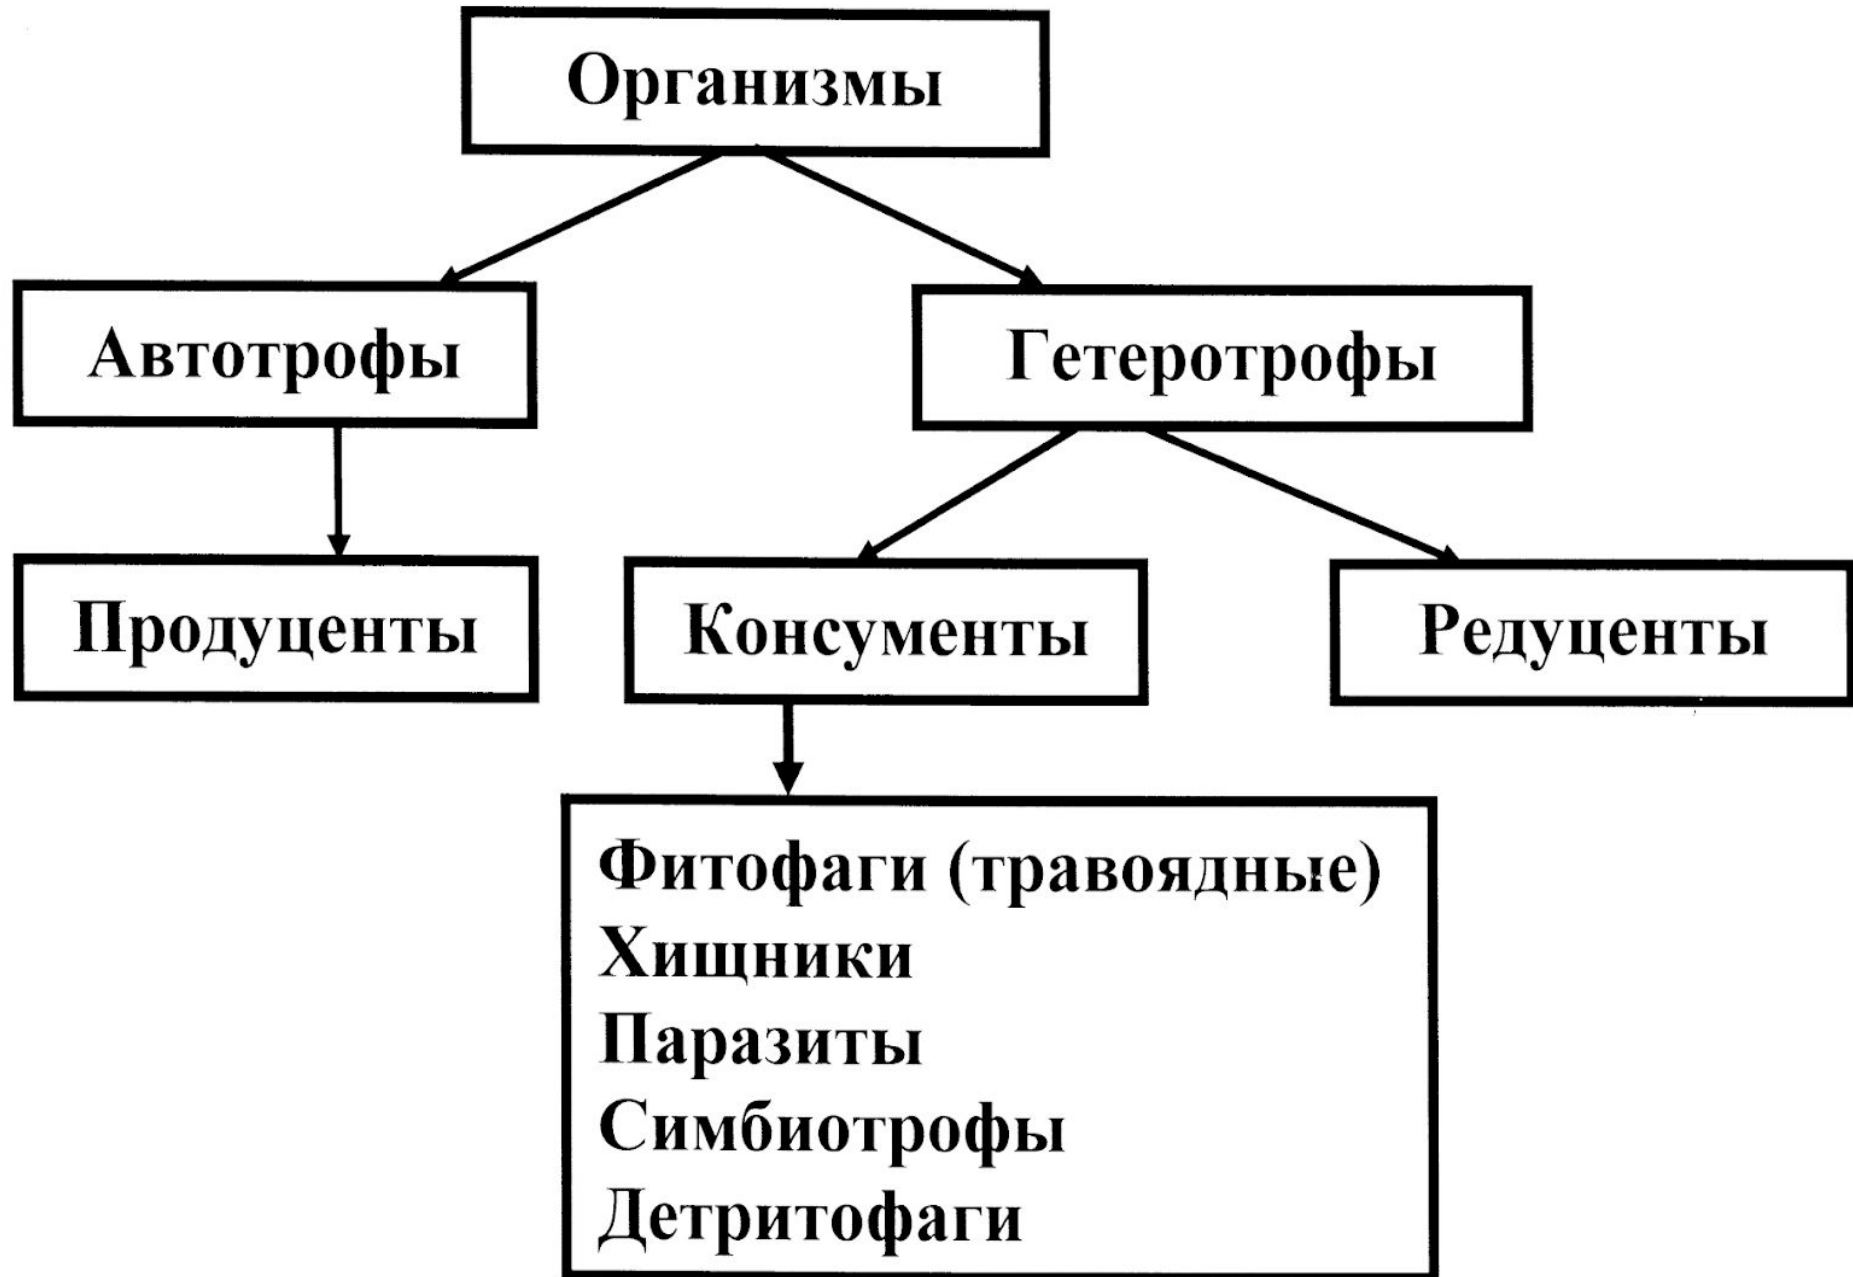 Организмы
Автотрофы
Гетеротрофы
Продуценты
Консументы
Редуценты
Фитофаги (травоядные)
Хищники
Паразиты
Симбиотрофы
Детритофаги